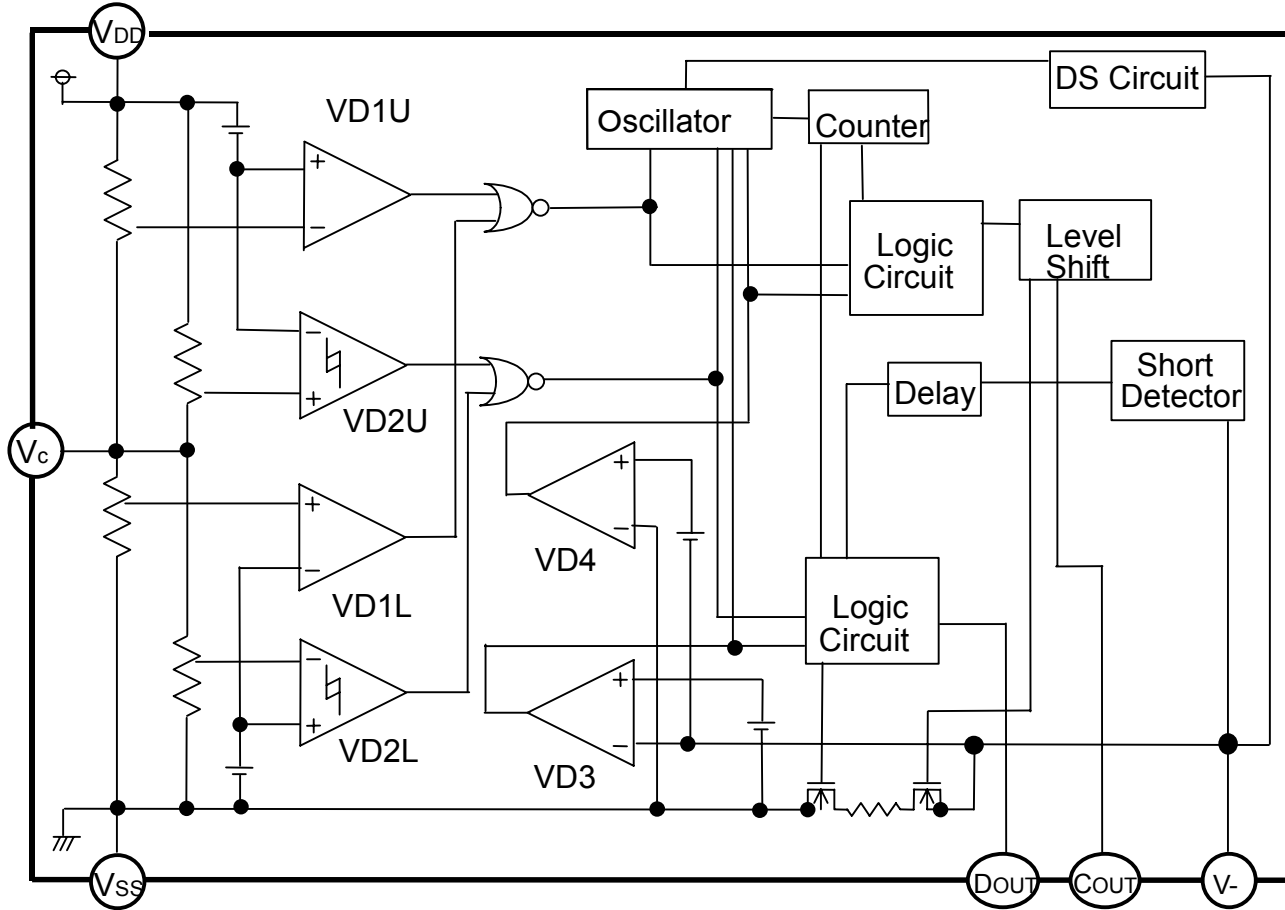 VDD
DS Circuit
VD1U
Oscillator
Counter
+
−
Logic
Circuit
Level
Shift
−
+
VD2U
Delay
Short
Detector
Vc
+
−
VD1L
+
−
VD4
Logic
Circuit
−
+
VD2L
+
−
VD3
VSS
DOUT
COUT
V-